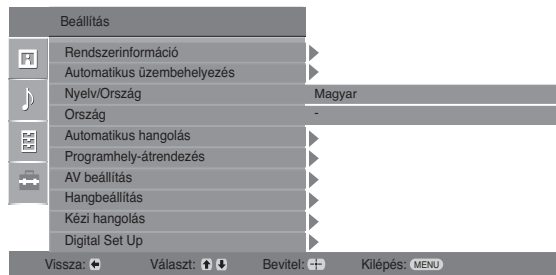 Beállítás
Rendszerinformáció
Automatikus üzembehelyezés
Nyelv/Ország Magyar
Ország -
Automatikus hangolás
Programhely-átrendezés
AV beállítás
Hangbeállítás
Kézi hangolás
Digital Set Up
Vissza: Választ: Bevitel: Kilépés: MENU